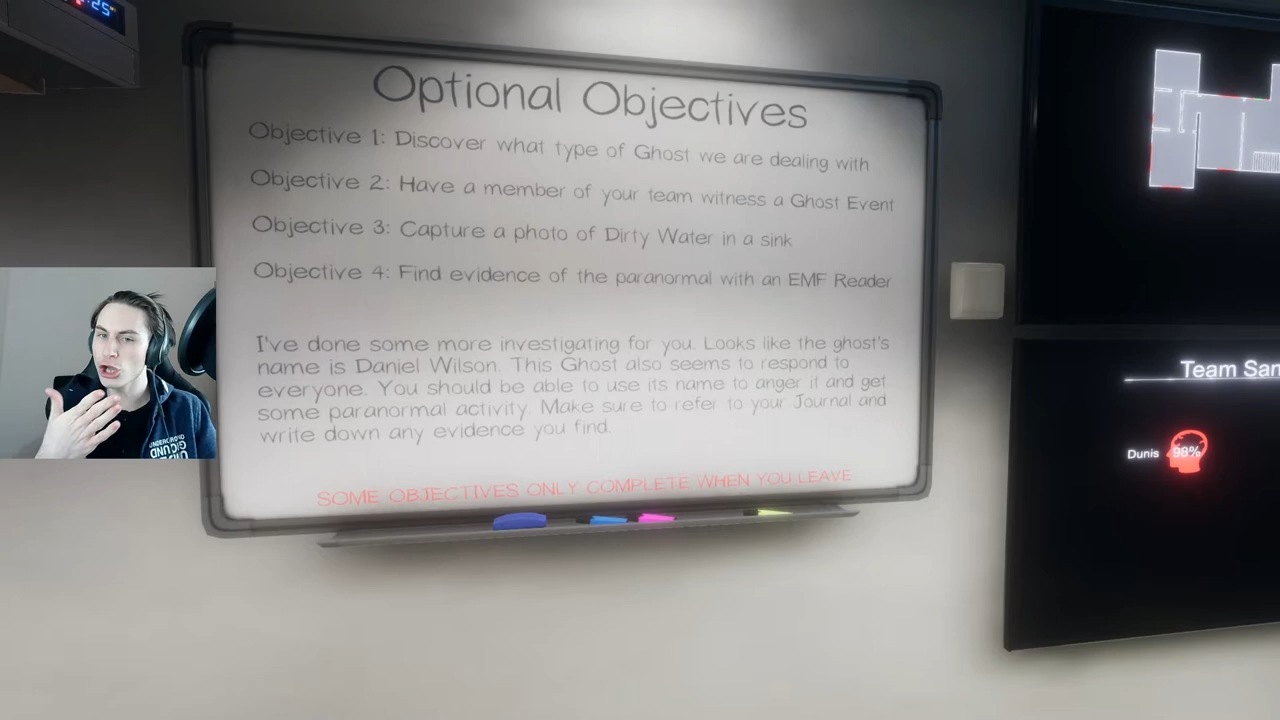 :25
Optional Objectives
Objective 1: Discover what type of Ghost we are dealing with
Objective 2: Have a member of your team witness a Ghost Event
Objective 3: Capture a photo of Dirty Water in a sink
Objective 4: Find evidence of the paranormal with an EMF Reader
I've done some more investigating for you. Looks like the ghost's
name is Daniel Wilson. This Ghost also seems to respond to
everyone. You should be able to use its name to anger it and get
some paranormal activity. Make sure to refer to your Journal and
write down any evidence you find.
SOME OBJECTIVES ONLY COMPLETE WHEN YOU LEAVE
Team San
Dunis 98%